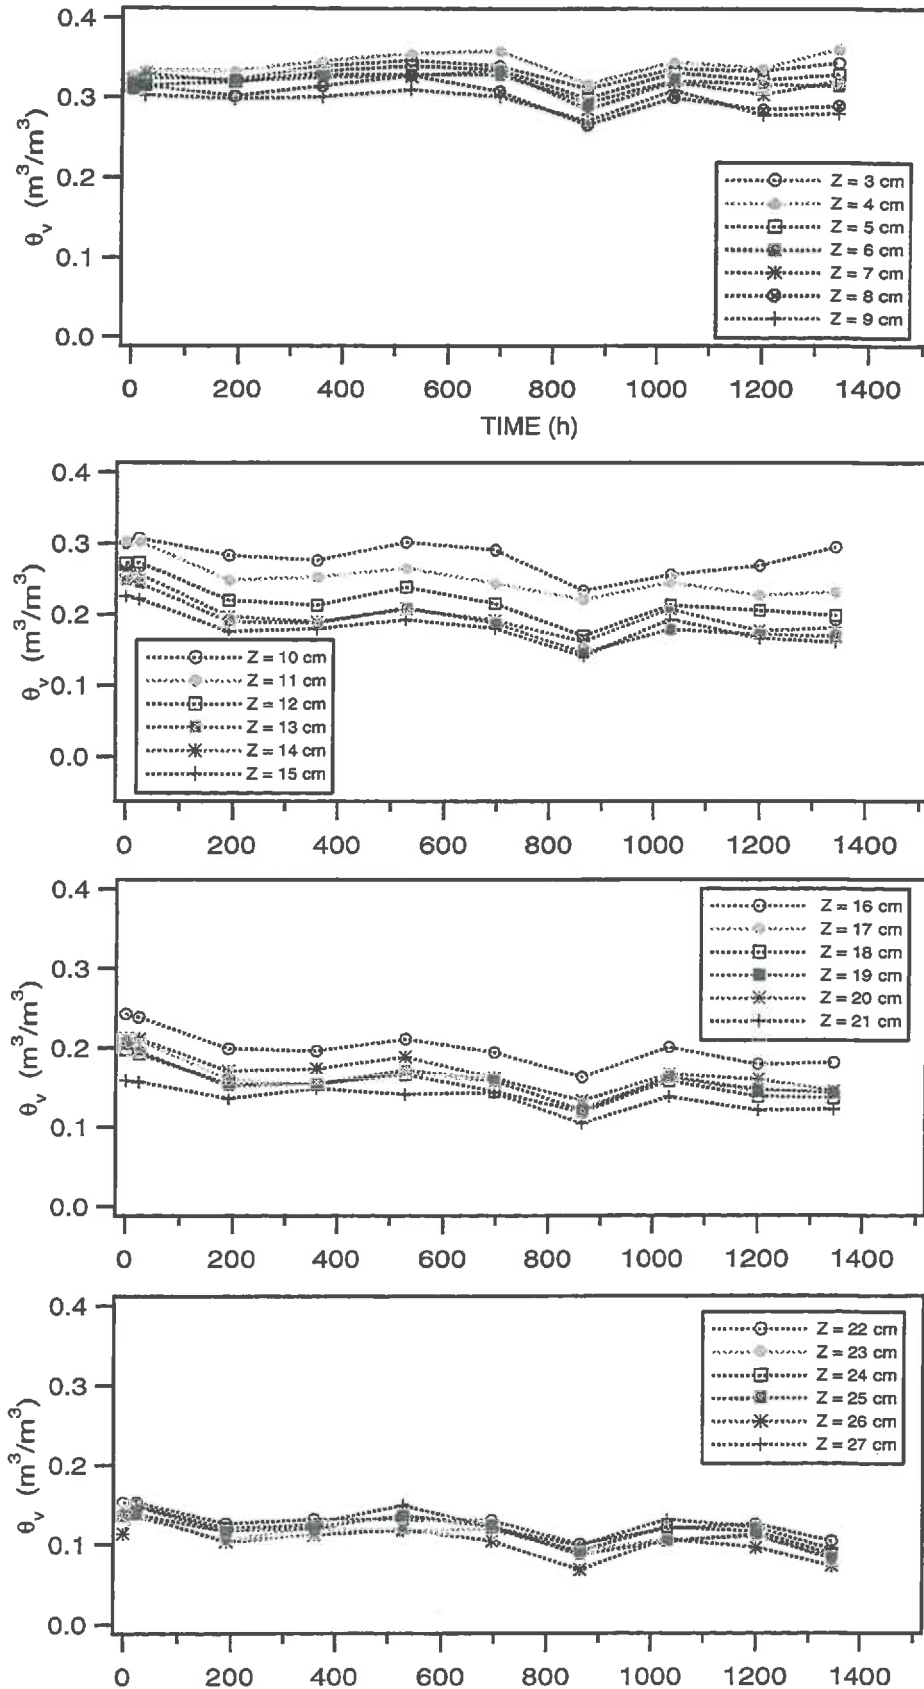 0.4
0.3
0.2
0.1
0.0
θv (m³/m³)
Z = 3 cm
Z = 4 cm
Z = 5 cm
Z = 6 cm
Z = 7 cm
Z = 8 cm
Z = 9 cm
0 200 400 600 800 1000 1200 1400
TIME (h)
0.4
0.3
0.2
0.1
0.0
θv (m³/m³)
Z = 10 cm
Z = 11 cm
Z = 12 cm
Z = 13 cm
Z = 14 cm
Z = 15 cm
0 200 400 600 800 1000 1200 1400
0.4
0.3
0.2
0.1
0.0
θv (m³/m³)
Z = 16 cm
Z = 17 cm
Z = 18 cm
Z = 19 cm
Z = 20 cm
Z = 21 cm
0 200 400 600 800 1000 1200 1400
0.4
0.3
0.2
0.1
0.0
θv (m³/m³)
Z = 22 cm
Z = 23 cm
Z = 24 cm
Z = 25 cm
Z = 26 cm
Z = 27 cm
0 200 400 600 800 1000 1200 1400